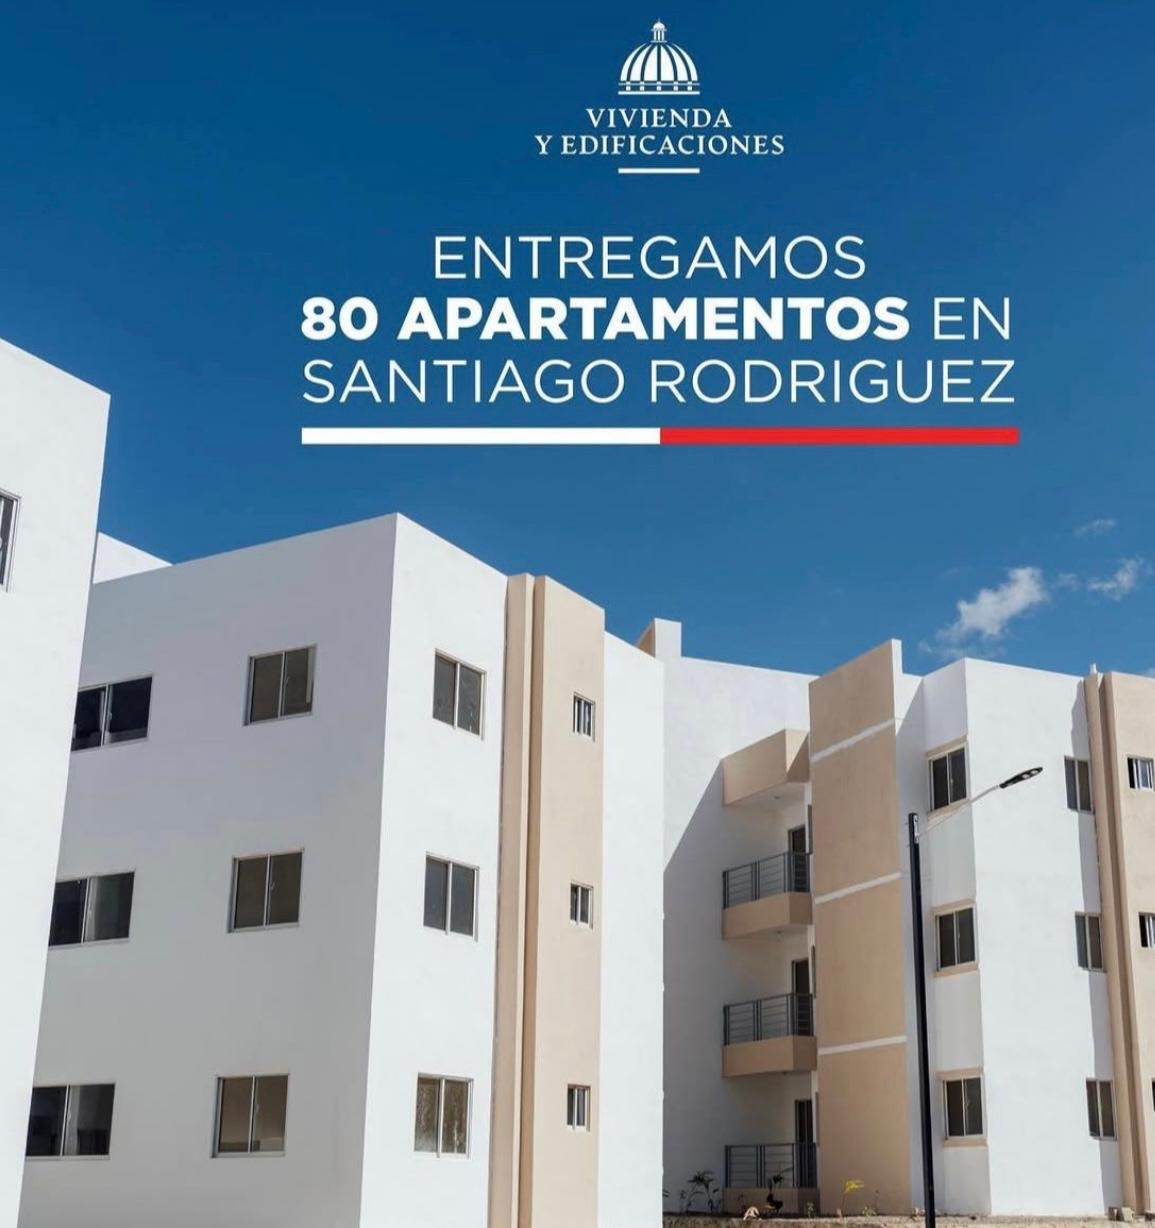 VIVIENDA
Y EDIFICACIONES
ENTREGAMOS
80 APARTAMENTOS EN
SANTIAGO RODRIGUEZ